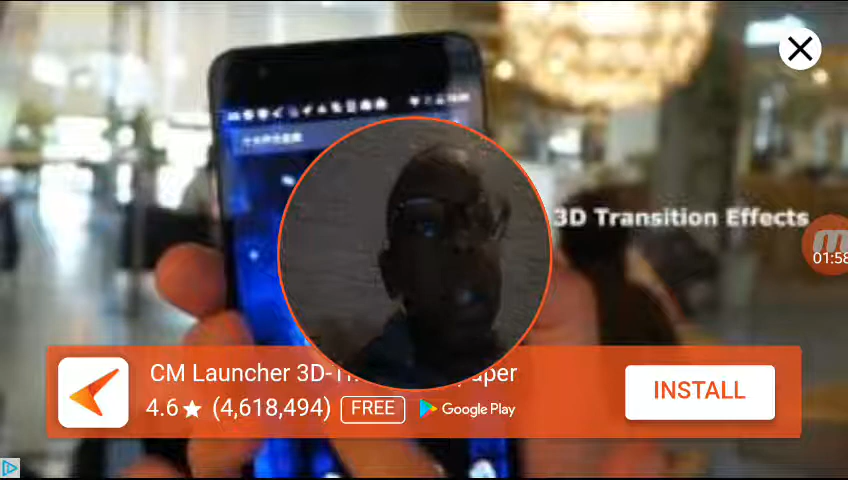 3D Transition Effects
01:58
CM Launcher 3D-
4.6★ (4,618,494) FREE Google Play
INSTALL